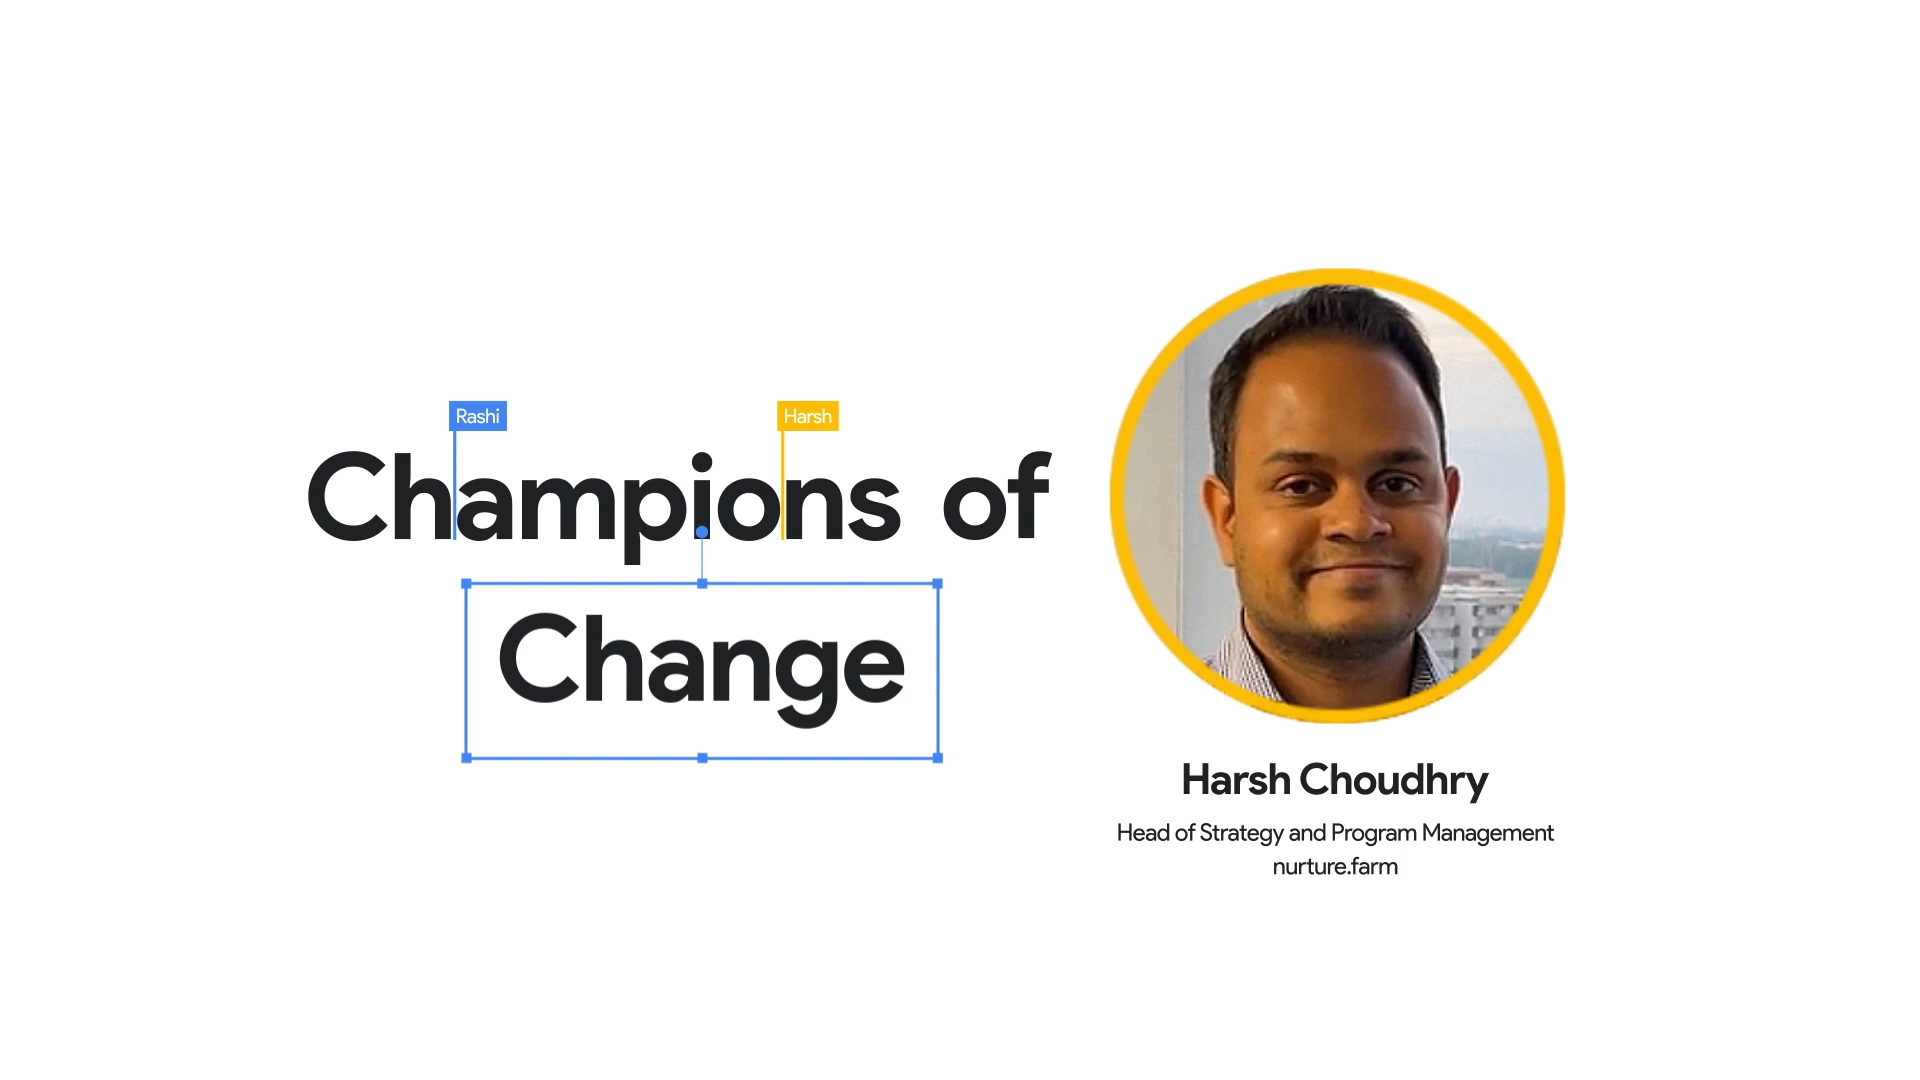 Rashi
Harsh
Champions of
Change
Harsh Choudhry
Head of Strategy and Program Management
nurture.farm